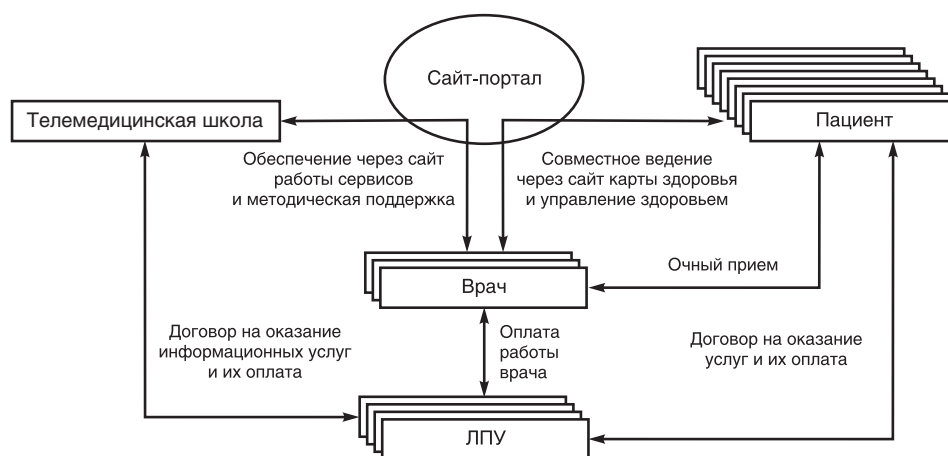 Сайт-портал
Телемедицинская школа
Пациент
Обеспечение через сайт
работы сервисов
и методическая поддержка
Совместное ведение
через сайт карты здоровья
и управление здоровьем
Очный прием
Врач
Договор на оказание
информационных услуг
и их оплата
Оплата
работы
врача
Договор на оказание
услуг и их оплата
ЛПУ